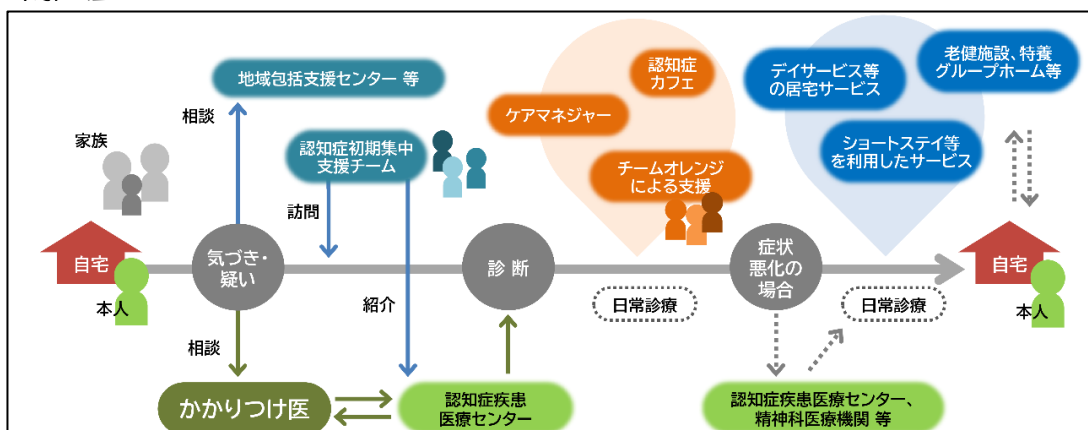 地域包括支援センター 等
相談
家族
認知症初期集中
支援チーム
訪問
自宅
本人
気づき・
疑い
相談
かかりつけ医
紹介
認知症疾患
医療センター
診 断
ケアマネジャー
認知症
カフェ
チームオレンジ
による支援
日常診療
症状
悪化の
場合
デイサービス等
の居宅サービス
老健施設、特養
グループホーム等
ショートステイ等
を利用したサービス
日常診療
認知症疾患医療センター、
精神科医療機関 等
自宅
本人